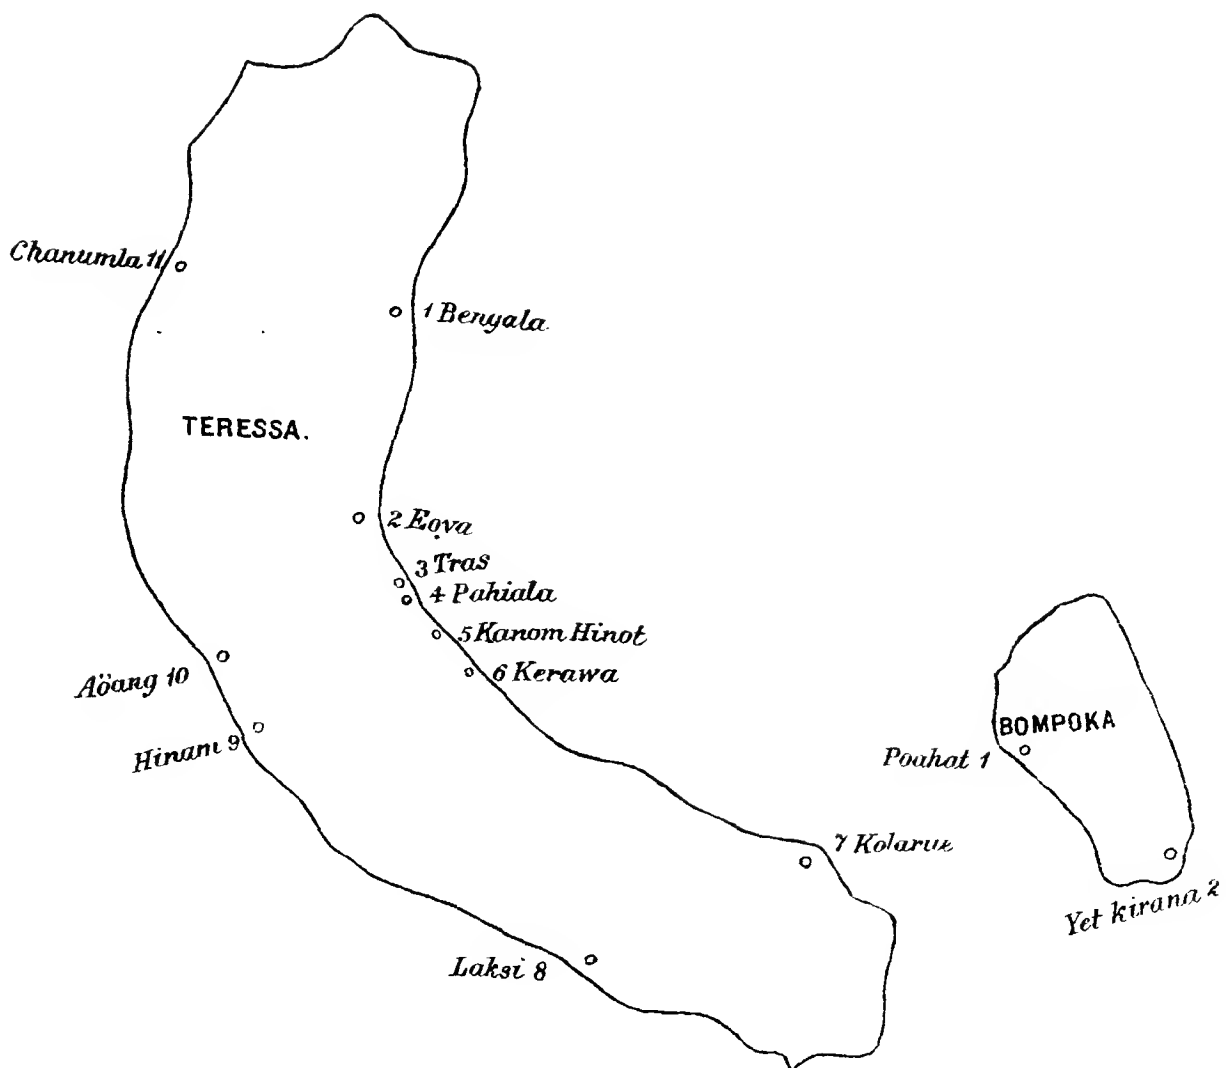 Chanumla 11
1 Benyala
TERESSA.
2 Eọva
3 Tras
4 Pahiala
5 Kanom Hinot
6 Kerawa
Aöang 10
Hinam 9
BOMPOKA
Poahat 1
7 Kolarue
Yet kirana 2
Laksi 8